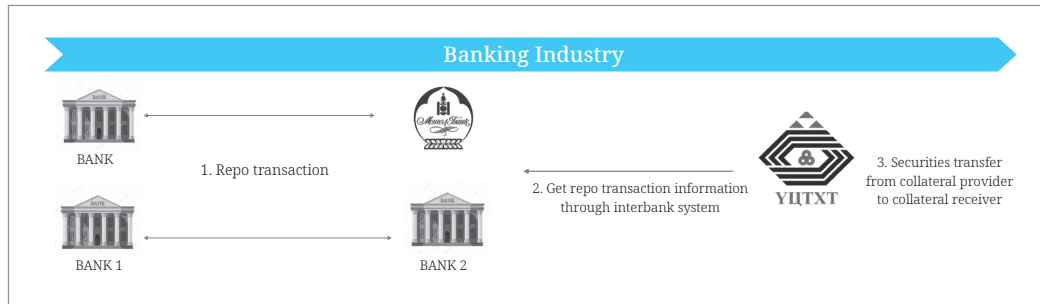 Banking Industry
BANK
МонголБанк
BANK
1. Repo transaction
2. Get repo transaction information
through interbank system
ҮЦТХТ
3. Securities transfer
from collateral provider
to collateral receiver
BANK
BANK 1
BANK
BANK 2